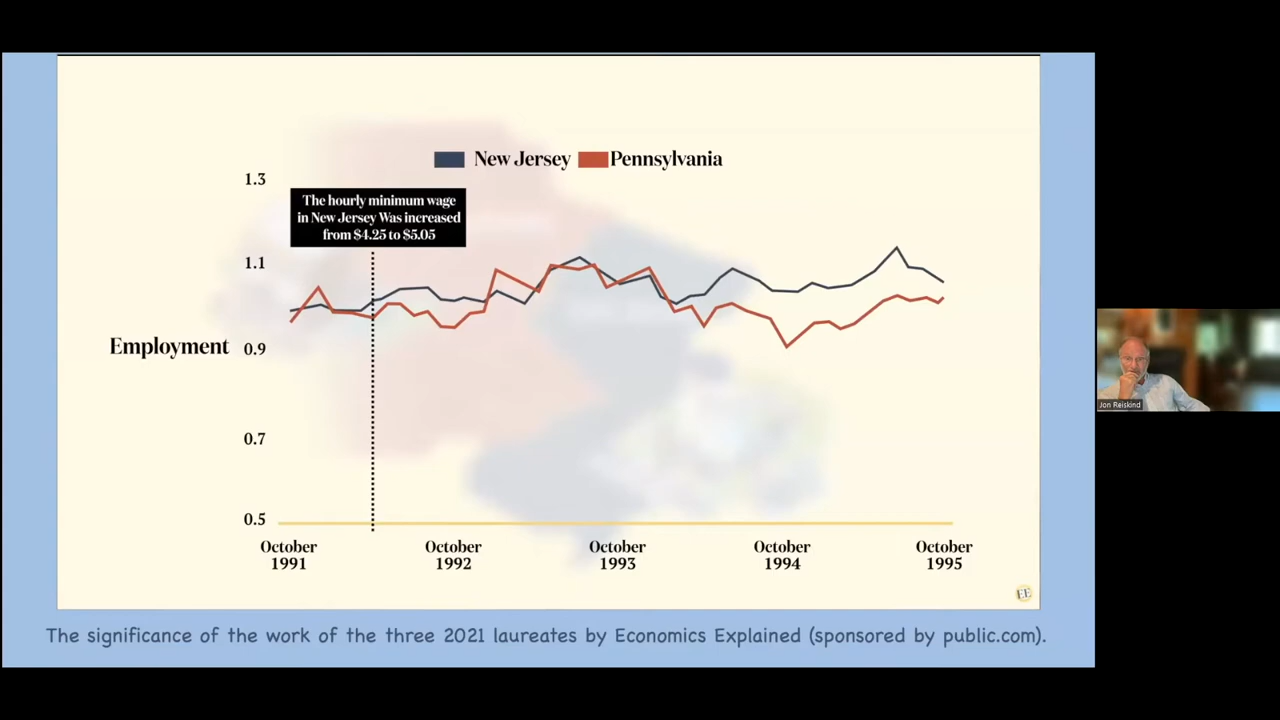 New Jersey Pennsylvania
1.3
The hourly minimum wage
in New Jersey Was increased
from $4.25 to $5.05
1.1
Employment 0.9
0.7
0.5
October October October October October
1991 1992 1993 1994 1995
EE
The significance of the work of the three 2021 laureates by Economics Explained (sponsored by public.com).
Jon Reiskind